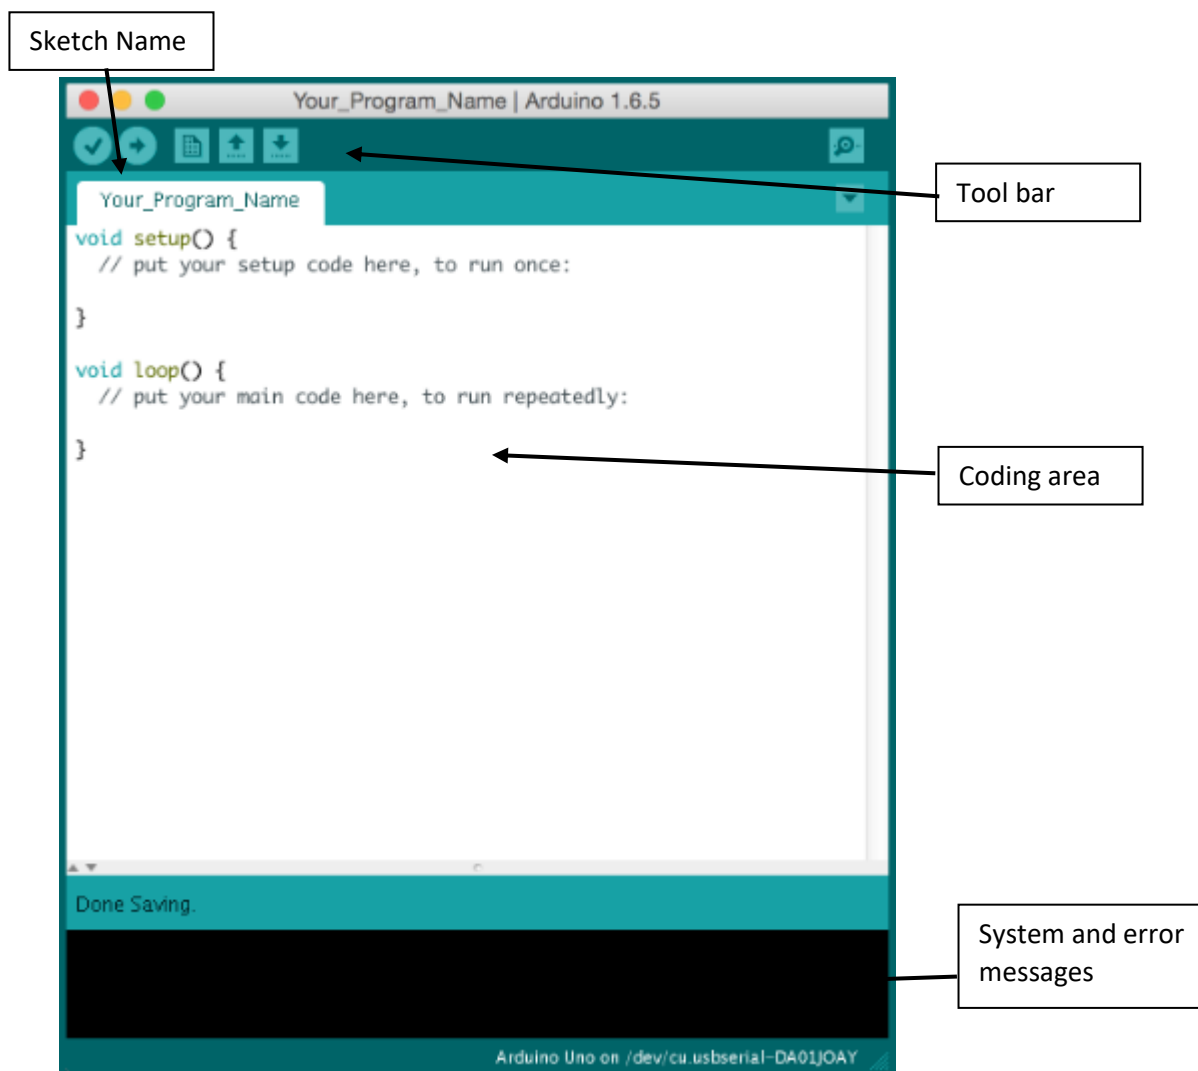 Sketch Name
Your_Program_Name | Arduino 1.6.5
Tool bar
Your_Program_Name
void setup() {
  // put your setup code here, to run once:
}
void loop() {
  // put your main code here, to run repeatedly:
}
Coding area
Done Saving.
System and error
messages
Arduino Uno on /dev/cu.usbserial-DA01JOAY